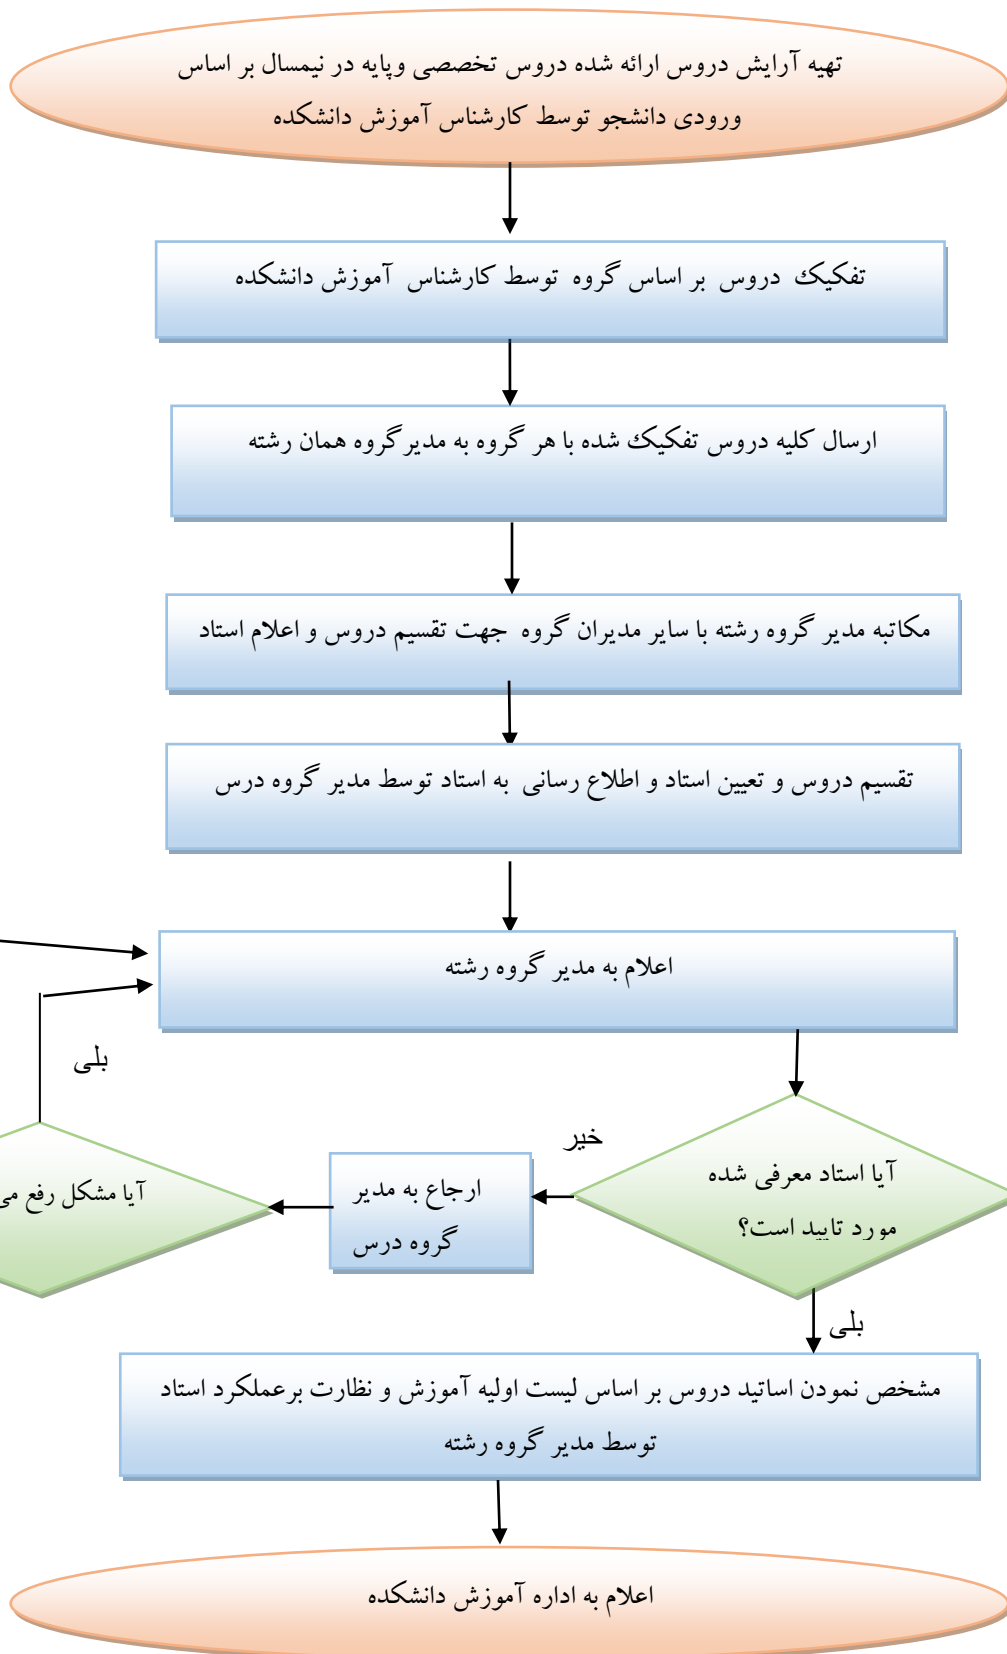 تهیه آرایش دروس ارائه شده دروس تخصصی وپایه در نیمسال بر اساس
ورودی دانشجو توسط کارشناس آموزش دانشکده
تفکیک دروس بر اساس گروه توسط کارشناس آموزش دانشکده
ارسال کلیه دروس تفکیک شده با هر گروه به مدیرگروه همان رشته
مکاتبه مدیر گروه رشته با سایر مدیران گروه جهت تقسیم دروس و اعلام استاد
تقسیم دروس و تعیین استاد و اطلاع رسانی به استاد توسط مدیر گروه درس
اعلام به مدیر گروه رشته
بلی
خیر
آیا استاد معرفی شده
مورد تایید است؟
ارجاع به مدیر
گروه درس
آیا مشکل رفع
بلی
مشخص نمودن اساتید دروس بر اساس لیست اولیه آموزش و نظارت برعملکرد استاد
توسط مدیر گروه رشته
اعلام به اداره آموزش دانشکده